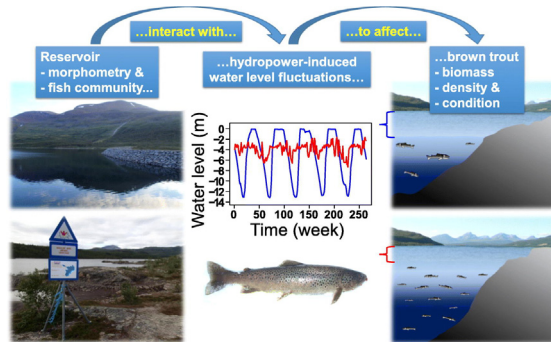 ...interact with...
...to affect...
Reservoir
- morphometry &
- fish community...
...hydropower-induced
water level fluctuations...
...brown trout
- biomass
- density &
- condition
Water level (m)
0
-2
-4
-6
-8
-10
-12
-14
0 50 100 150 200 250
Time (week)